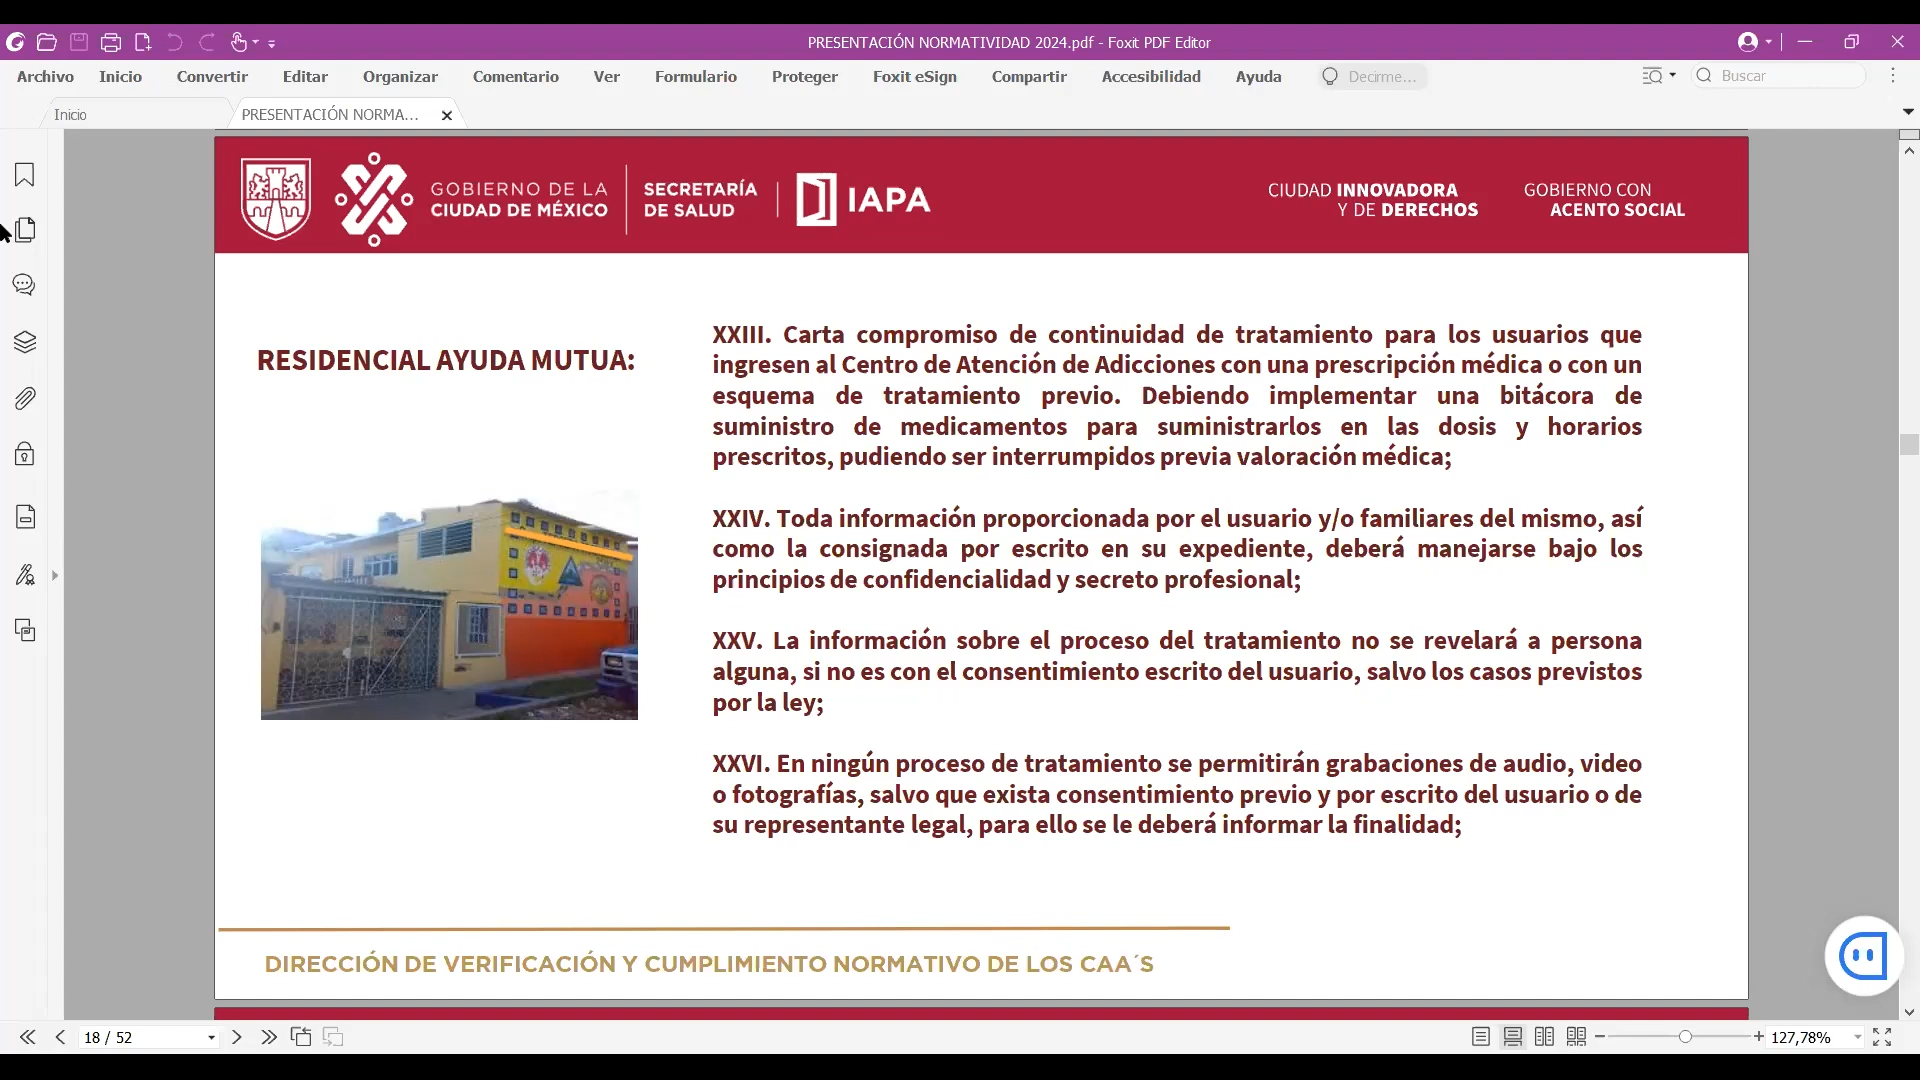 PRESENTACIÓN NORMATIVIDAD 2024.pdf - Foxit PDF Editor
Archivo Inicio Convertir Editar Organizar Comentario Ver Formulario Proteger Foxit eSign Compartir Accesibilidad Ayuda Decirme... Buscar
Inicio PRESENTACIÓN NORMA...
GOBIERNO DE LA
CIUDAD DE MÉXICO
SECRETARÍA
DE SALUD
IAPA
CIUDAD INNOVADORA
Y DE DERECHOS
GOBIERNO CON
ACENTO SOCIAL
RESIDENCIAL AYUDA MUTUA:
XXIII. Carta compromiso de continuidad de tratamiento para los usuarios que
ingresen al Centro de Atención de Adicciones con una prescripción médica o con un
esquema de tratamiento previo. Debiendo implementar una bitácora de
suministro de medicamentos para suministrarlos en las dosis y horarios
prescritos, pudiendo ser interrumpidos previa valoración médica;
XXIV. Toda información proporcionada por el usuario y/o familiares del mismo, así
como la consignada por escrito en su expediente, deberá manejarse bajo los
principios de confidencialidad y secreto profesional;
XXV. La información sobre el proceso del tratamiento no se revelará a persona
alguna, si no es con el consentimiento escrito del usuario, salvo los casos previstos
por la ley;
XXVI. En ningún proceso de tratamiento se permitirán grabaciones de audio, video
o fotografías, salvo que exista consentimiento previo y por escrito del usuario o de
su representante legal, para ello se le deberá informar la finalidad;
DIRECCIÓN DE VERIFICACIÓN Y CUMPLIMIENTO NORMATIVO DE LOS CAA´S
18 / 52
127,78%